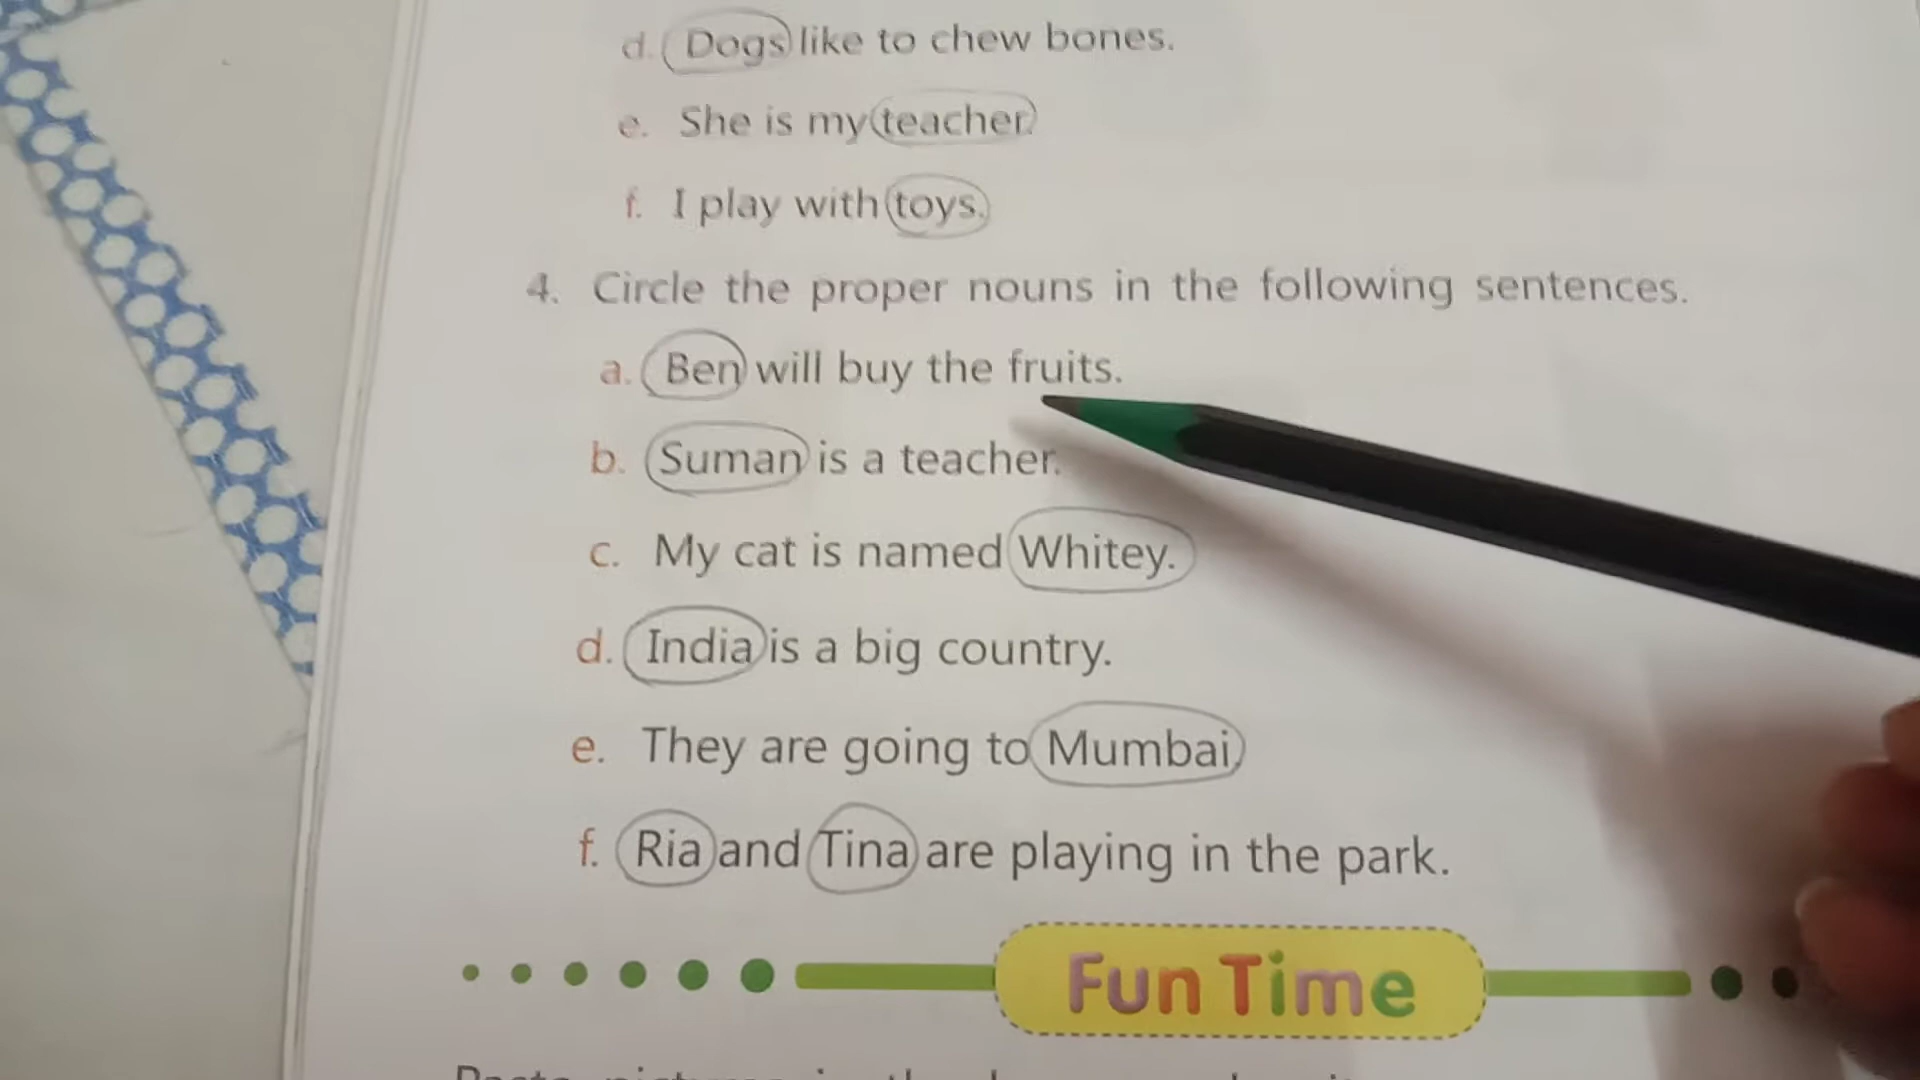 d. Dogs like to chew bones.
e. She is my teacher.
f. I play with toys.
4. Circle the proper nouns in the following sentences.
a. Ben will buy the fruits.
b. Suman is a teacher.
c. My cat is named Whitey.
d. India is a big country.
e. They are going to Mumbai.
f. Ria and Tina are playing in the park.
Fun Time